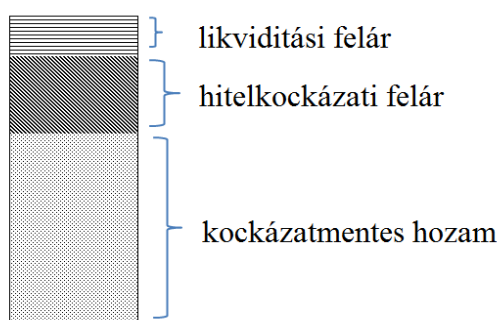 likviditási felár
hitelkockázati felár
kockázatmentes hozam